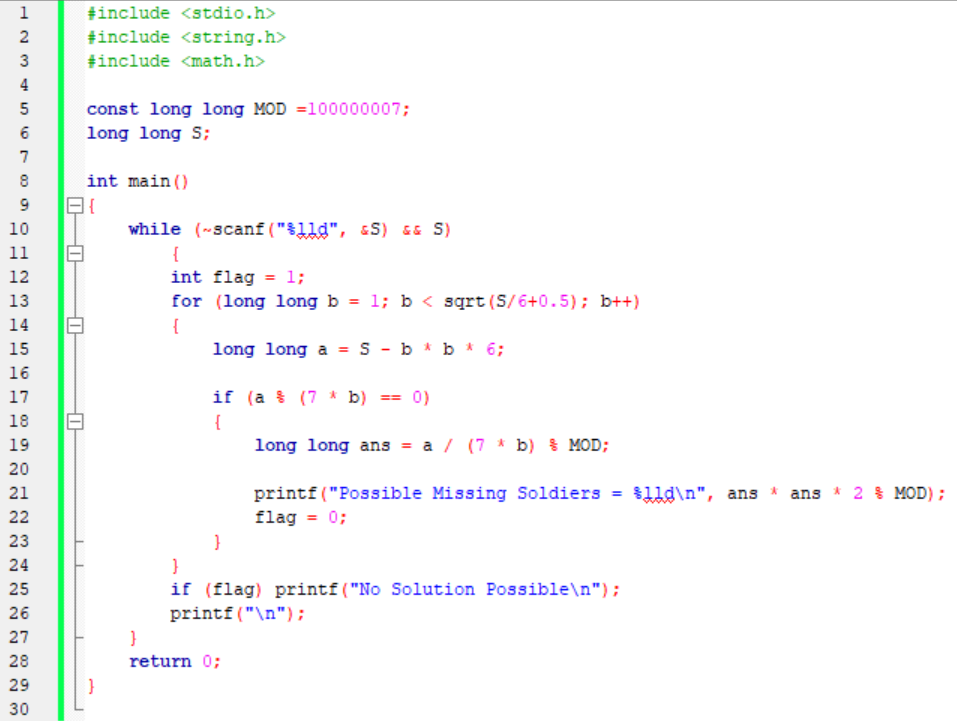 1 #include <stdio.h>
2 #include <string.h>
3 #include <math.h>
4
5 const long long MOD =100000007;
6 long long S;
7
8 int main()
9 {
10 while (~scanf("%lld", &S) && S)
11 {
12 int flag = 1;
13 for (long long b = 1; b < sqrt(S/6+0.5); b++)
14 {
15 long long a = S - b * b * 6;
16
17 if (a % (7 * b) == 0)
18 {
19 long long ans = a / (7 * b) % MOD;
20
21 printf("Possible Missing Soldiers = %lld\n", ans * ans * 2 % MOD);
22 flag = 0;
23 }
24 }
25 if (flag) printf("No Solution Possible\n");
26 printf("\n");
27 }
28 return 0;
29 }
30